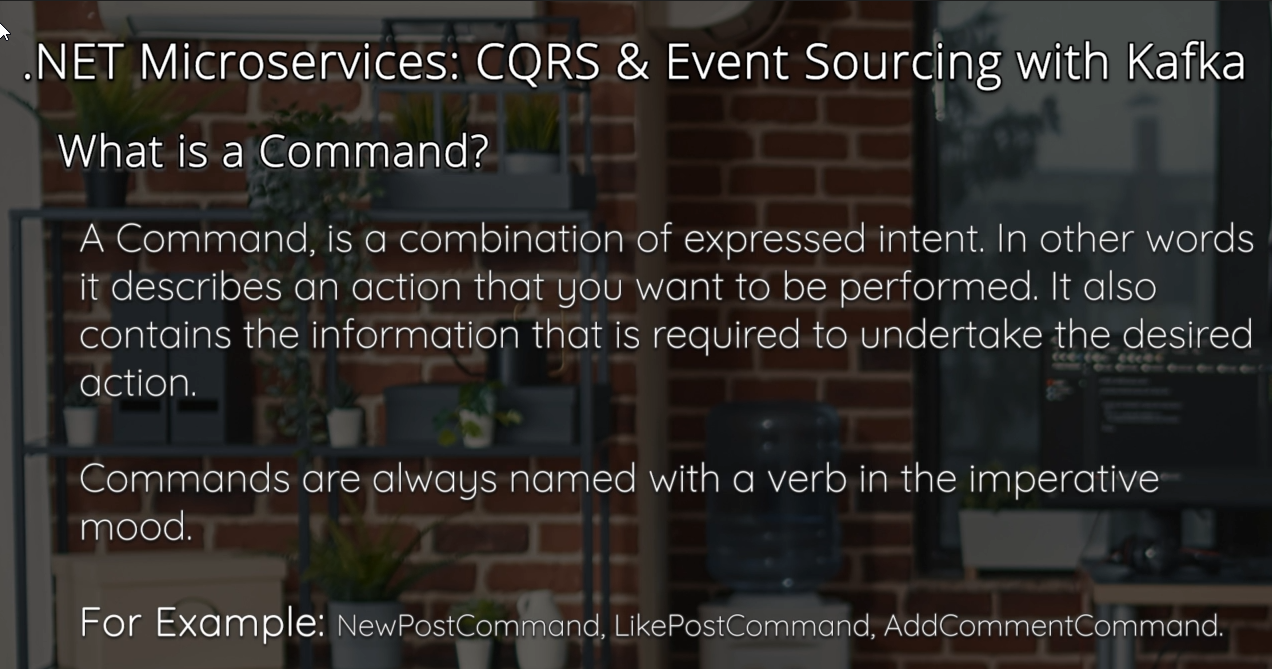 .NET Microservices: CQRS & Event Sourcing with Kafka
What is a Command?
A Command, is a combination of expressed intent. In other words
it describes an action that you want to be performed. It also
contains the information that is required to undertake the desired
action.
Commands are always named with a verb in the imperative
mood.
For Example: NewPostCommand, LikePostCommand, AddCommentCommand.